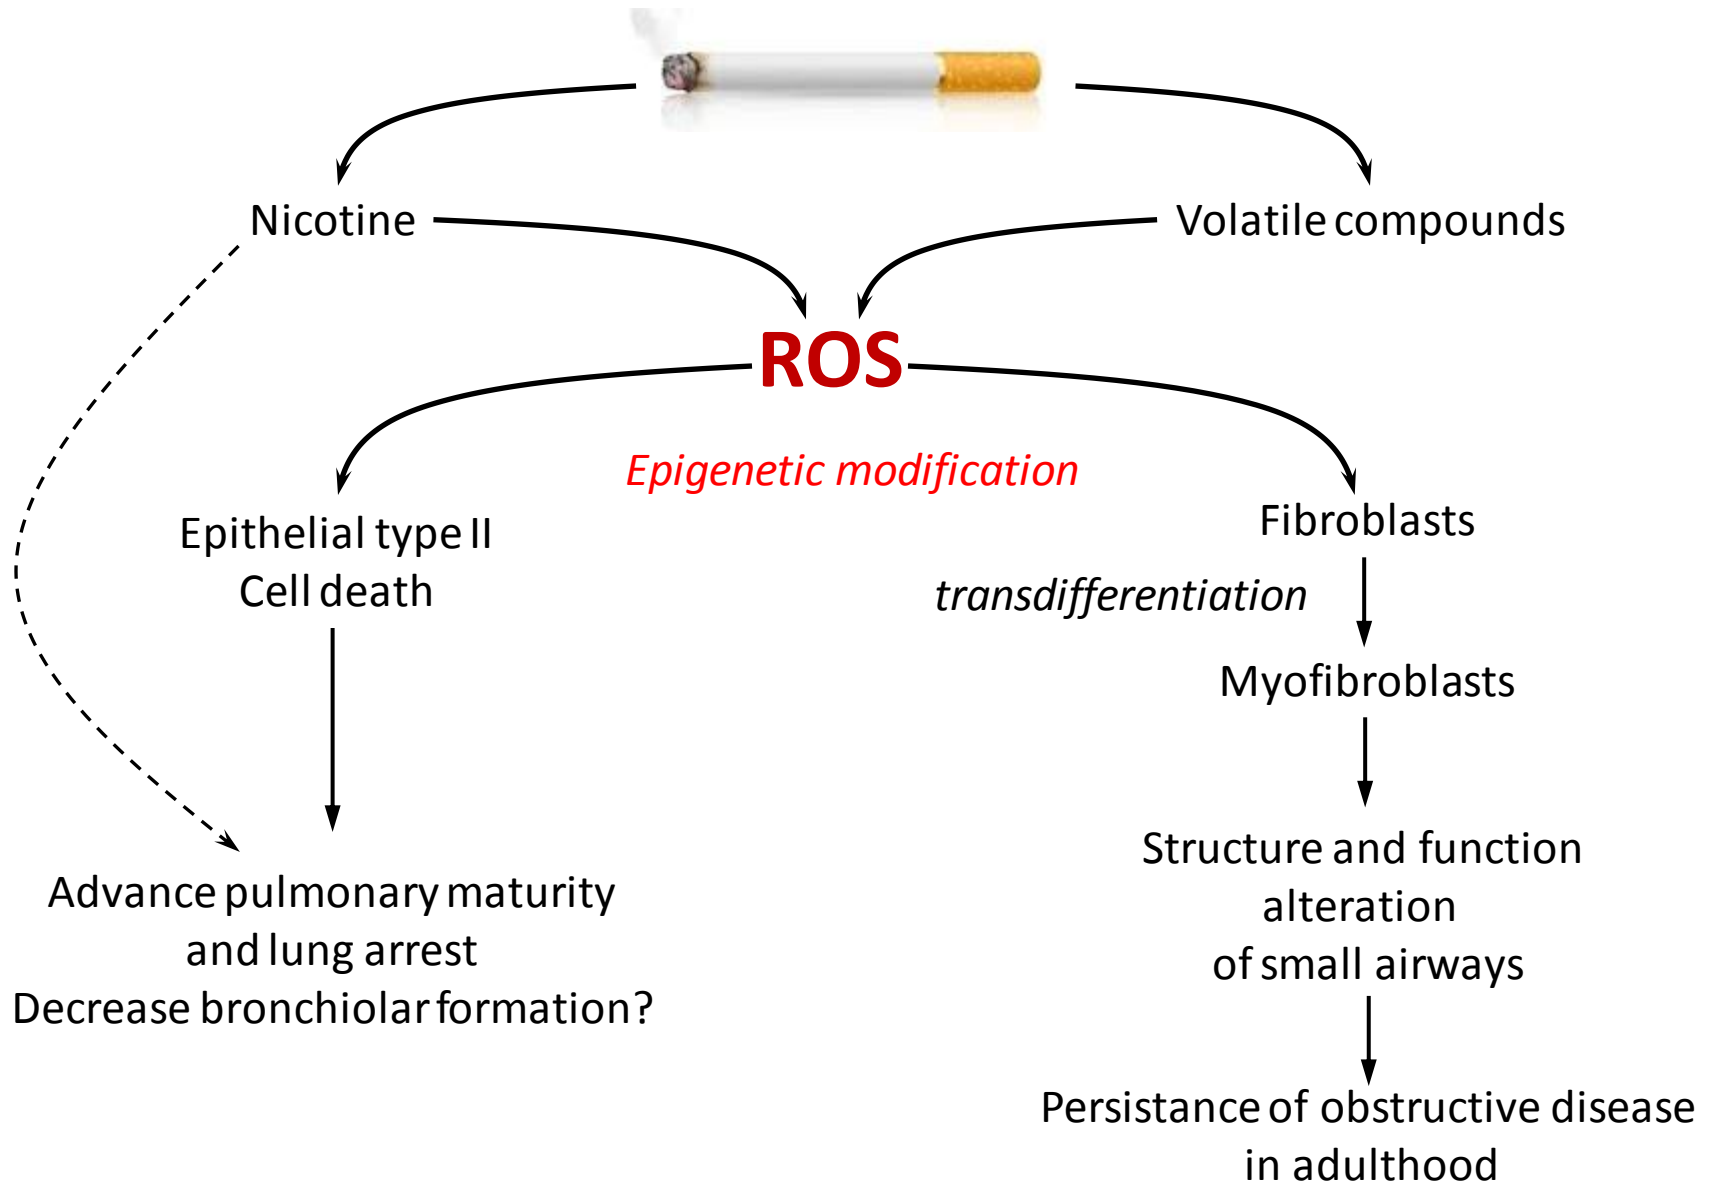 Nicotine
Volatile compounds
ROS
Epigenetic modification
Epithelial type II
Cell death
Fibroblasts
transdifferentiation
Myofibroblasts
Advance pulmonary maturity
and lung arrest
Decrease bronchiolar formation?
Structure and function
alteration
of small airways
Persistance of obstructive disease
in adulthood